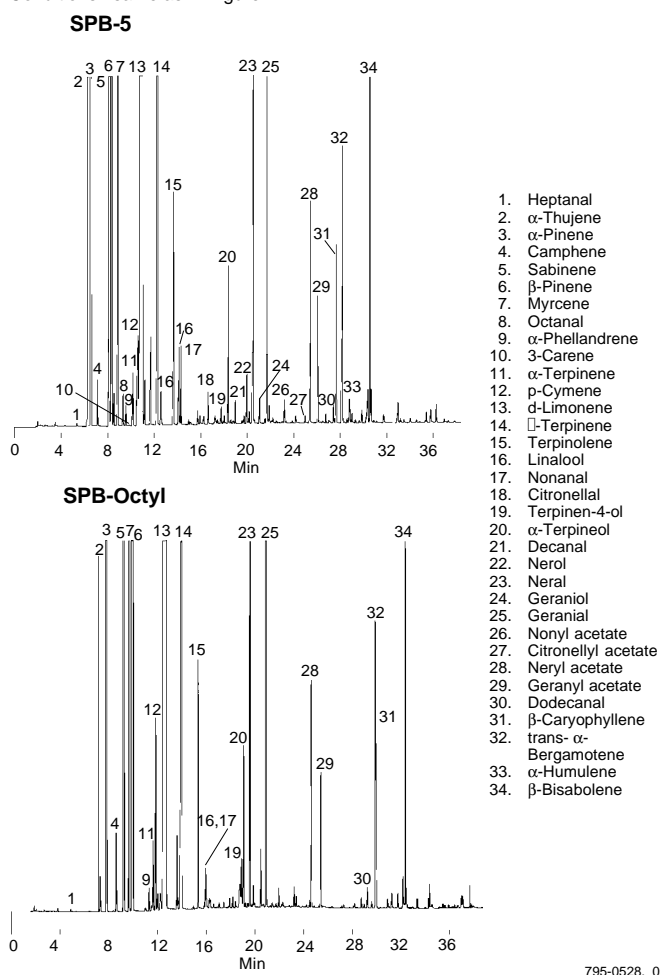 SPB-5
3
2
5
6 7 13 14
23 25
34
32
15
28
31
20
29
12
16
17
4
11
22
24
10
8
9
16
18
19
21
26
27
30
33
1
0 4 8 12 16 20 24 28 32 36
Min
SPB-Octyl
3 5 7 6 13 14 23 25 34
2
32
15
28
12
31
20
29
16,17
4
11
19
9
30
1
0 4 8 12 16 20 24 28 32 36
Min
1. Heptanal
2. α-Thujene
3. α-Pinene
4. Camphene
5. Sabinene
6. β-Pinene
7. Myrcene
8. Octanal
9. α-Phellandrene
10. 3-Carene
11. α-Terpinene
12. p-Cymene
13. d-Limonene
14. ▯-Terpinene
15. Terpinolene
16. Linalool
17. Nonanal
18. Citronellal
19. Terpinen-4-ol
20. α-Terpineol
21. Decanal
22. Nerol
23. Neral
24. Geraniol
25. Geranial
26. Nonyl acetate
27. Citronellyl acetate
28. Neryl acetate
29. Geranyl acetate
30. Dodecanal
31. β-Caryophyllene
32. trans- α-
Bergamotene
33. α-Humulene
34. β-Bisabolene
795-0528, 0